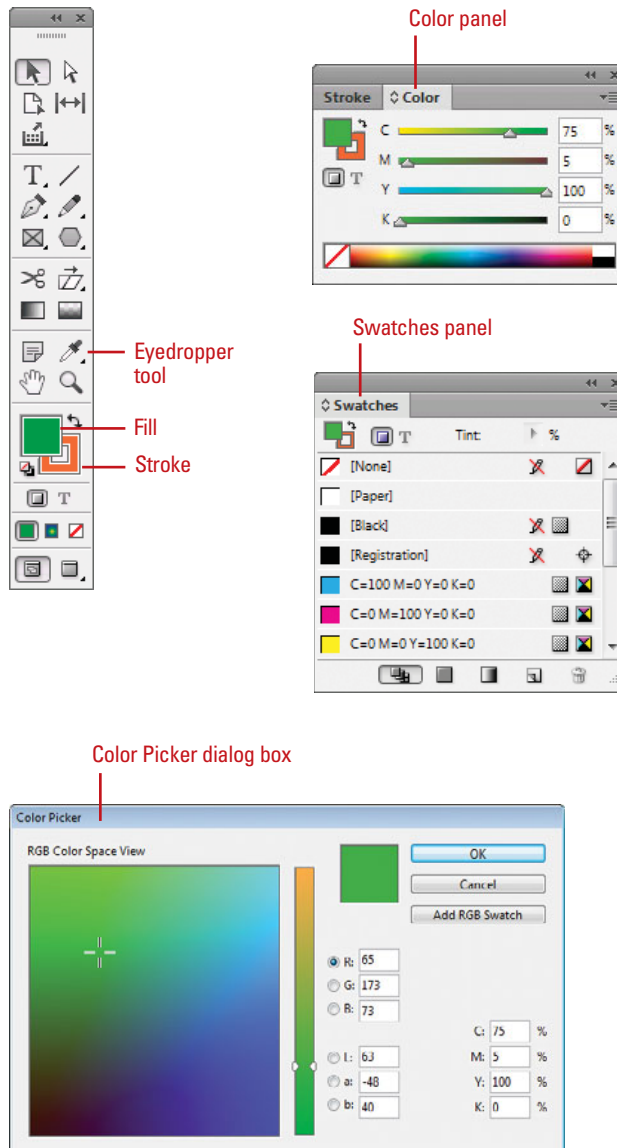 Color panel
Stroke Color
C 75 %
M 5 %
T
Y 100 %
K 0 %
T
Eyedropper
tool
Fill
Stroke
T
Swatches panel
Swatches
T Tint: %
[None]
[Paper]
[Black]
[Registration]
C=100 M=0 Y=0 K=0
C=0 M=100 Y=0 K=0
C=0 M=0 Y=100 K=0
Color Picker dialog box
Color Picker
RGB Color Space View
OK
Cancel
Add RGB Swatch
R: 65
G: 173
B: 73
C: 75 %
L: 63 M: 5 %
a: -48 Y: 100 %
b: 40 K: 0 %